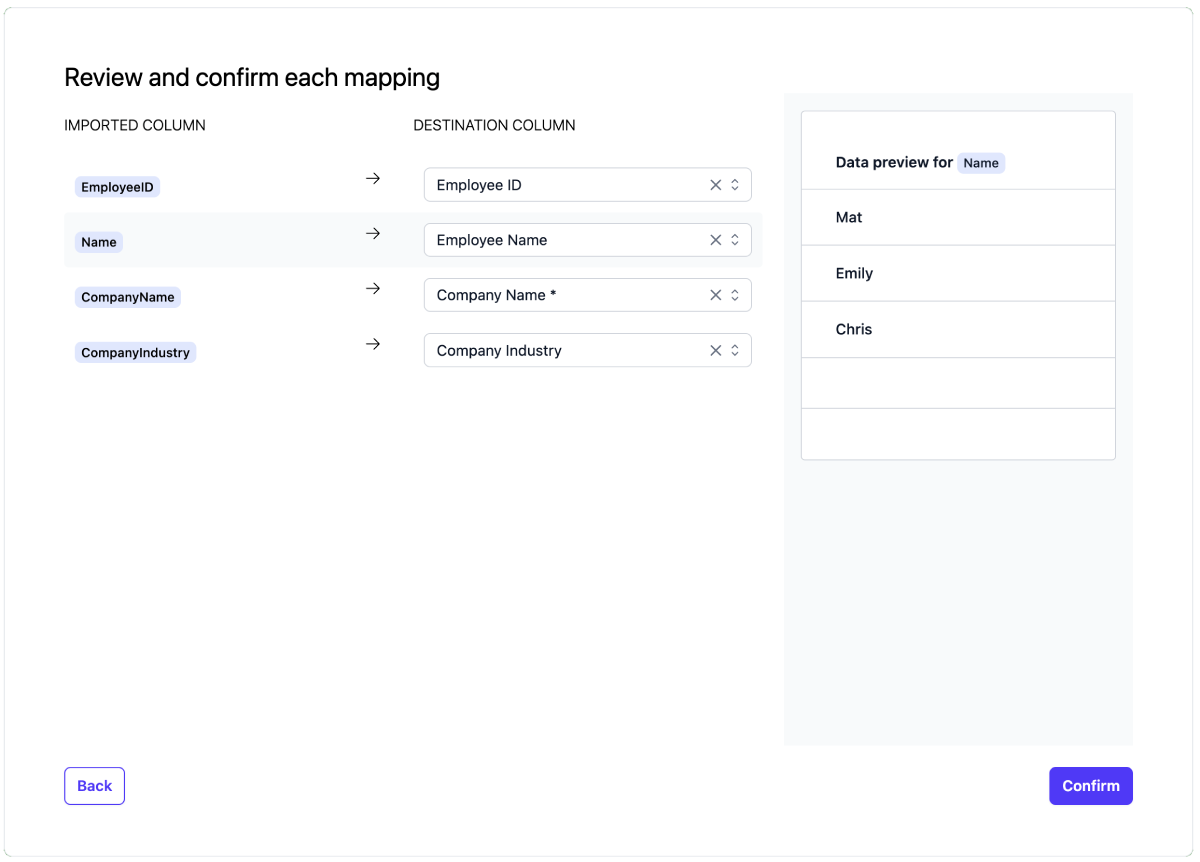 Review and confirm each mapping
IMPORTED COLUMN DESTINATION COLUMN
EmployeeID → Employee ID
Name → Employee Name
CompanyName → Company Name *
CompanyIndustry → Company Industry
Data preview for Name
Mat
Emily
Chris
Back
Confirm